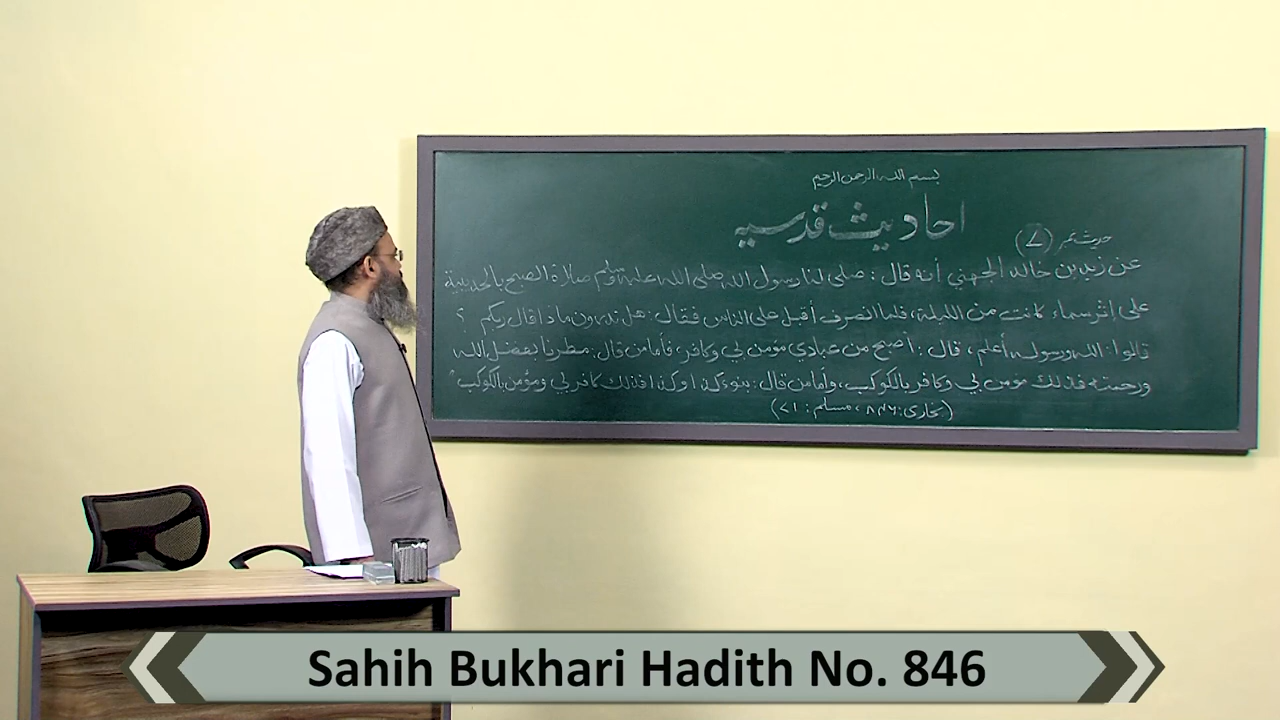 بسم الله الرحمن الرحيم
احادیث قدسیہ
حدیث نمبر (7)
عن زيد بن خالد الجهني أنه قال: صلى لنا رسول الله صلى الله عليه وسلم صلاة الصبح بالحديبية
على إثر سماء كانت من الليلة، فلما انصرف أقبل على الناس فقال: هل تدرون ماذا قال ربكم ؟
قالوا: الله ورسوله أعلم، قال: أصبح من عبادي مؤمن لي وكافر، فأما من قال: مطرنا بفضل الله
ورحمته فذلك مؤمن بي وكافر بالكوكب، وأما من قال: بنوء كذا وكذا فذلك كافر بي ومؤمن بالكوكب"
(بخاری: ۸۴۶، مسلم: ۷۱)
Sahih Bukhari Hadith No. 846